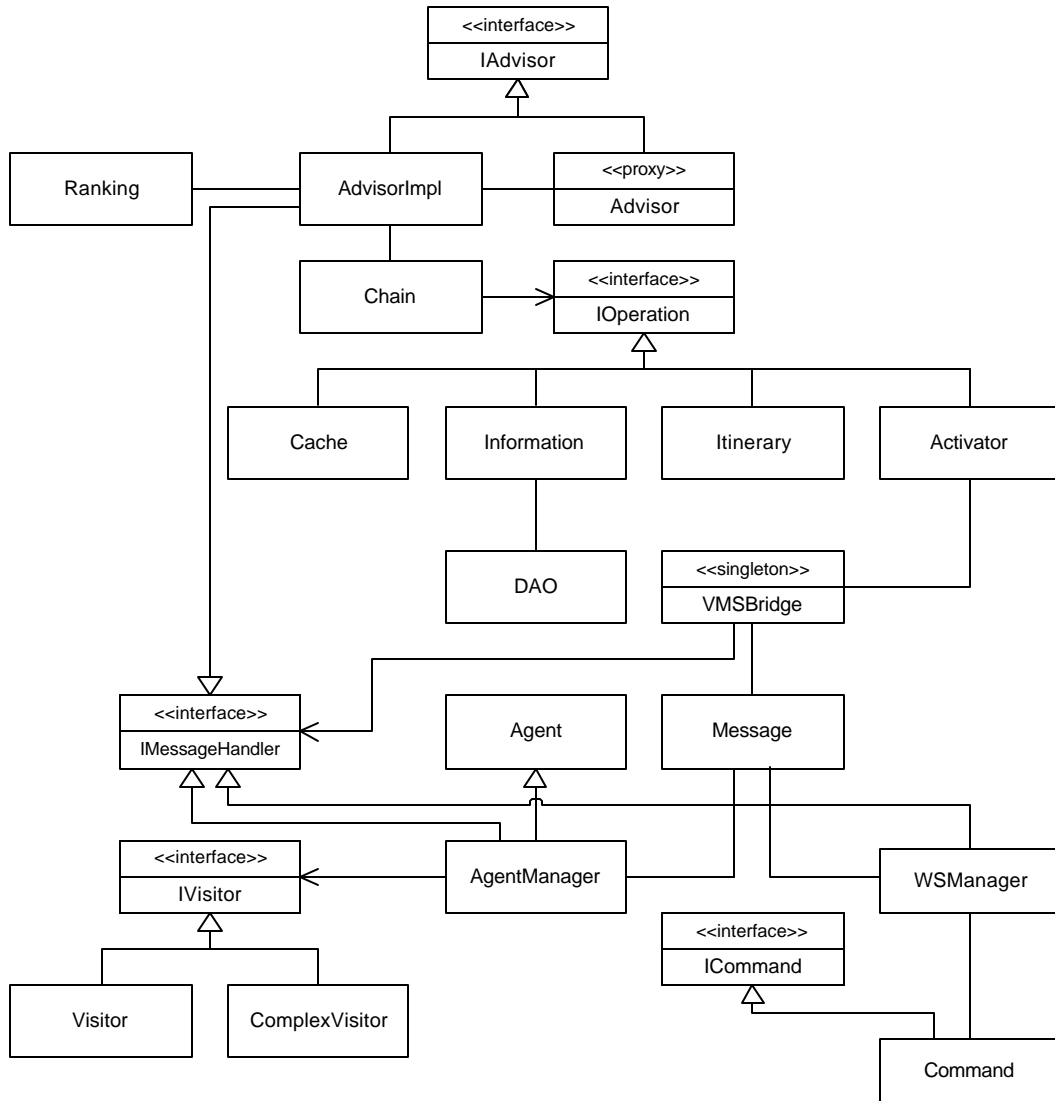 <<interface>>
IAdvisor
Ranking
AdvisorImpl
<<proxy>>
Advisor
Chain
<<interface>>
IOperation
Cache
Information
Itinerary
Activator
DAO
<<singleton>>
VMSBridge
<<interface>>
IMessageHandler
Agent
Message
<<interface>>
IVisitor
AgentManager
WSManager
<<interface>>
ICommand
Visitor
ComplexVisitor
Command